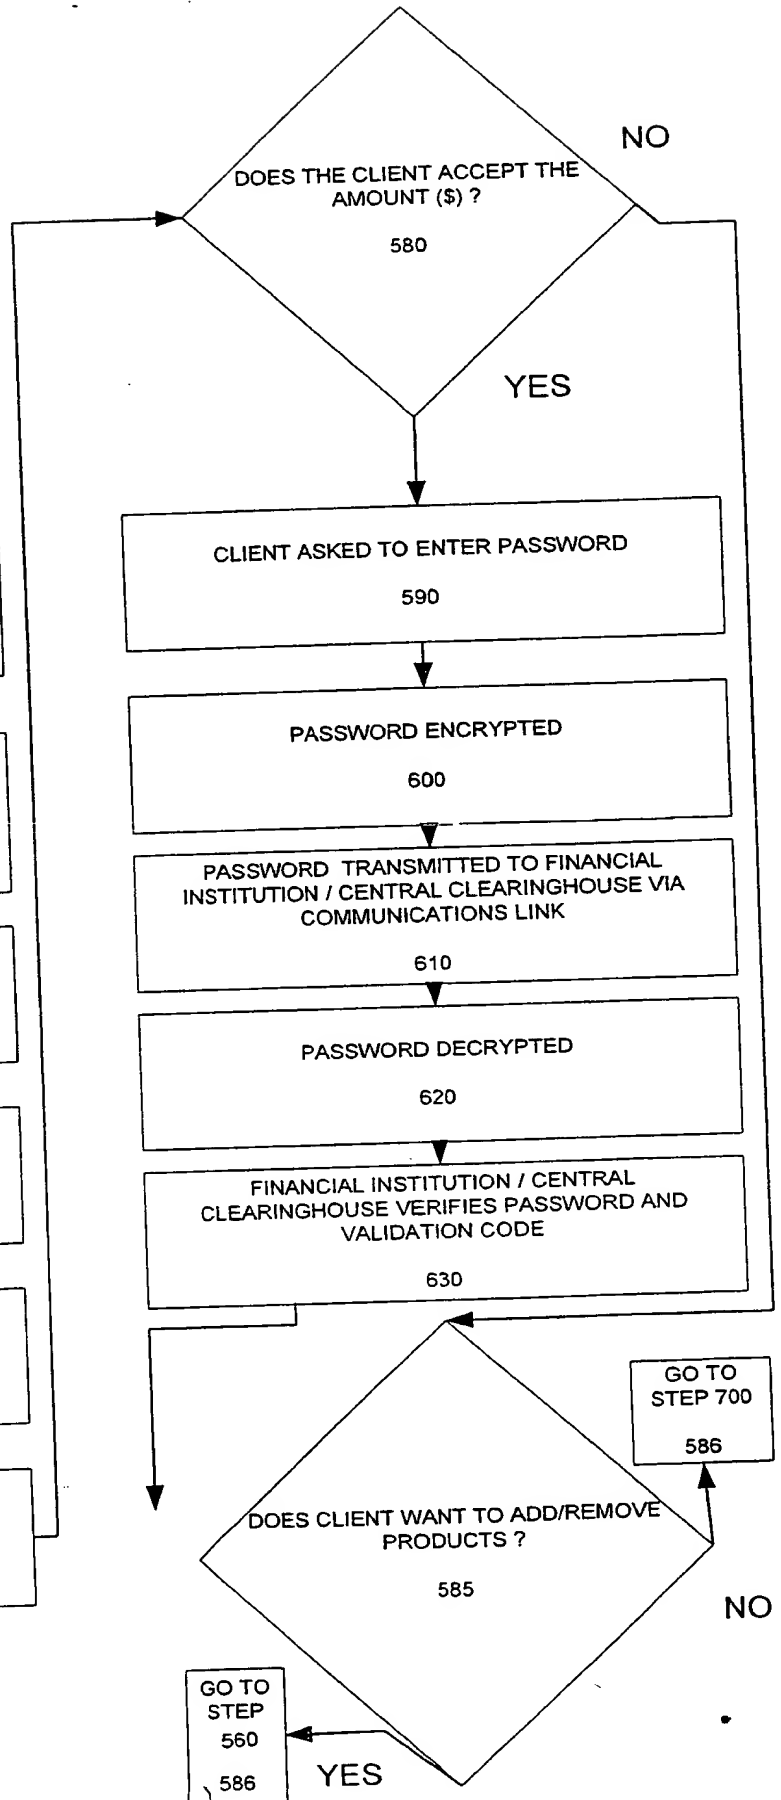 NO
DOES THE CLIENT ACCEPT THE
AMOUNT ($) ?
580
YES
CLIENT ASKED TO ENTER PASSWORD
590
PASSWORD ENCRYPTED
600
PASSWORD TRANSMITTED TO FINANCIAL
INSTITUTION / CENTRAL CLEARINGHOUSE VIA
COMMUNICATIONS LINK
610
PASSWORD DECRYPTED
620
FINANCIAL INSTITUTION / CENTRAL
CLEARINGHOUSE VERIFIES PASSWORD AND
VALIDATION CODE
630
GO TO
STEP 700
586
DOES CLIENT WANT TO ADD/REMOVE
PRODUCTS ?
585
NO
GO TO
STEP
560
586
YES